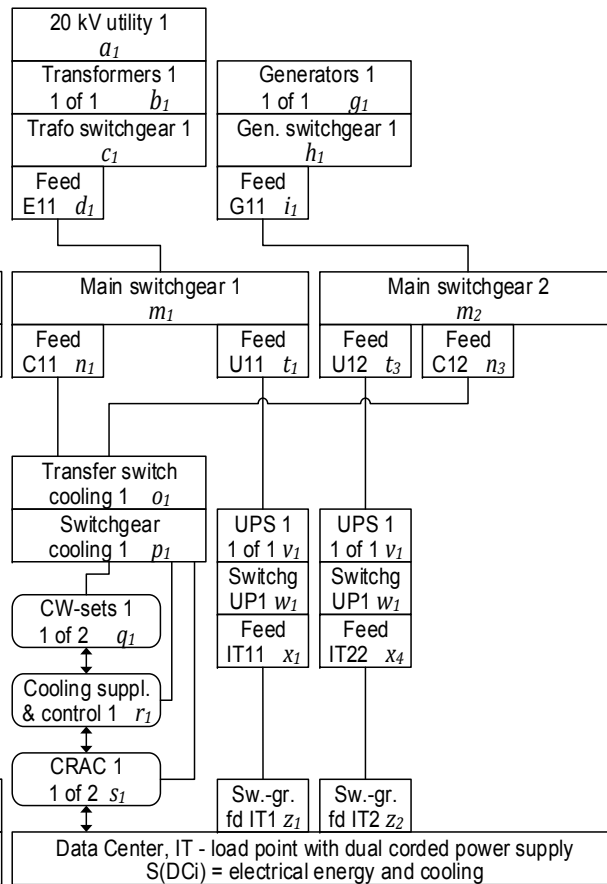 20 kV utility 1
a1
Transformers 1
1 of 1 b1
Trafo switchgear 1
c1
Feed
E11 d1
Generators 1
1 of 1 g1
Gen. switchgear 1
h1
Feed
G11 i1
Main switchgear 1
m1
Feed
C11 n1
Feed
U11 t1
Main switchgear 2
m2
Feed
U12 t3
Feed
C12 n3
Transfer switch
cooling 1 o1
Switchgear
cooling 1 p1
CW-sets 1
1 of 2 q1
Cooling suppl.
& control 1 r1
CRAC 1
1 of 2 s1
UPS 1
1 of 1 v1
Switchg
UP1 w1
Feed
IT11 x1
Sw.-gr.
fd IT1 z1
UPS 1
1 of 1 v1
Switchg
UP1 w1
Feed
IT22 x4
Sw.-gr.
fd IT2 z2
Data Center, IT - load point with dual corded power supply
S(DCi) = electrical energy and cooling